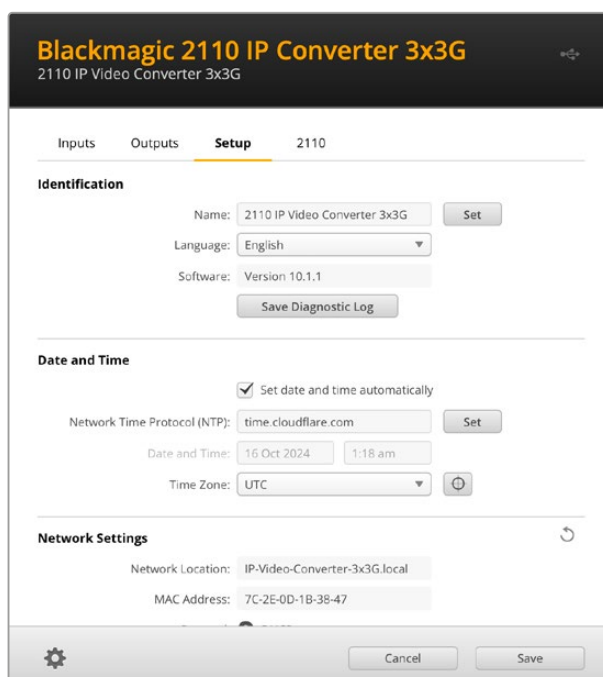 Blackmagic 2110 IP Converter 3x3G
2110 IP Video Converter 3x3G
Inputs Outputs Setup 2110
Identification
Name: 2110 IP Video Converter 3x3G Set
Language: English
Software: Version 10.1.1
Save Diagnostic Log
Date and Time
Set date and time automatically
Network Time Protocol (NTP): time.cloudflare.com Set
Date and Time: 16 Oct 2024 1:18 am
Time Zone: UTC
Network Settings
Network Location: IP-Video-Converter-3x3G.local
MAC Address: 7C-2E-0D-1B-38-47
Cancel Save